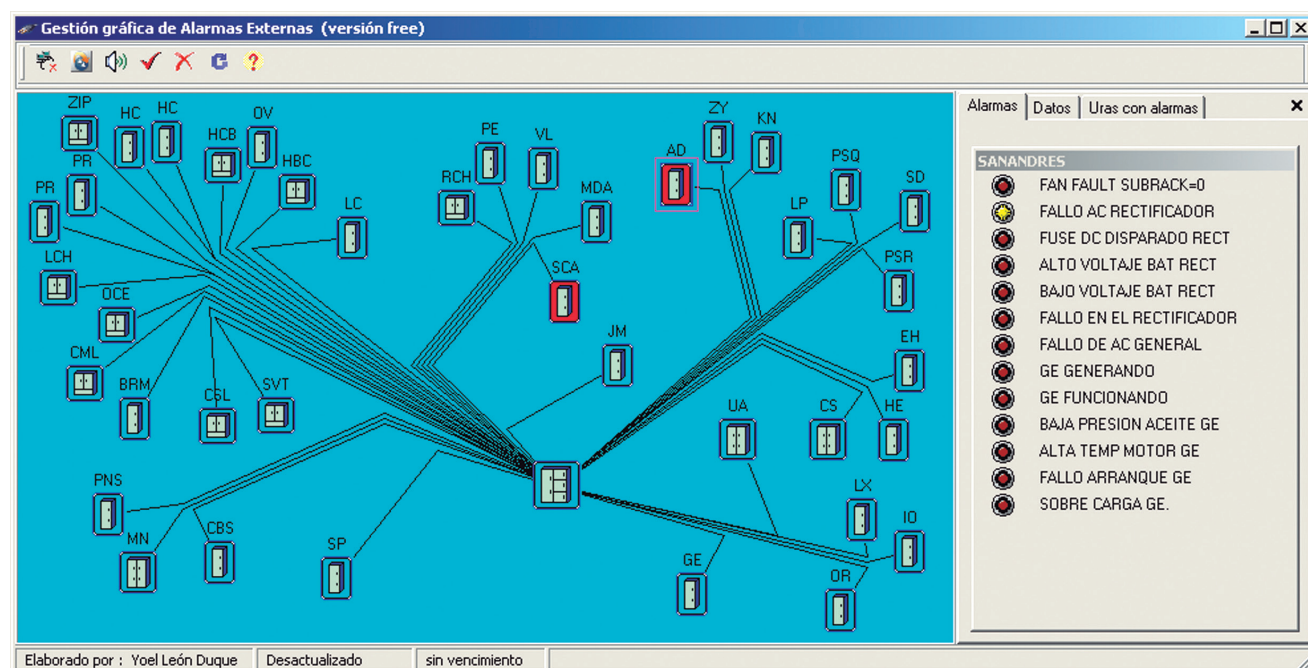 Gestión gráfica de Alarmas Externas (versión free)
ZIP
HC
HC
OV
HCB
HBC
PR
PR
LC
LCH
OCE
CML
BRM
CSL
SVT
PE
VL
RCH
MDA
SCA
JM
ZY
KN
AD
PSQ
SD
LP
PSR
EH
UA
CS
HE
PNS
MN
CBS
SP
GE
LX
IO
OR
Alarmas Datos Uras con alarmas
SANANDRES
FAN FAULT SUBRACK=0
FALLO AC RECTIFICADOR
FUSE DC DISPARADO RECT
ALTO VOLTAJE BAT RECT
BAJO VOLTAJE BAT RECT
FALLO EN EL RECTIFICADOR
FALLO DE AC GENERAL
GE GENERANDO
GE FUNCIONANDO
BAJA PRESION ACEITE GE
ALTA TEMP MOTOR GE
FALLO ARRANQUE GE
SOBRE CARGA GE.
Elaborado por : Yoel León Duque Desactualizado sin vencimiento